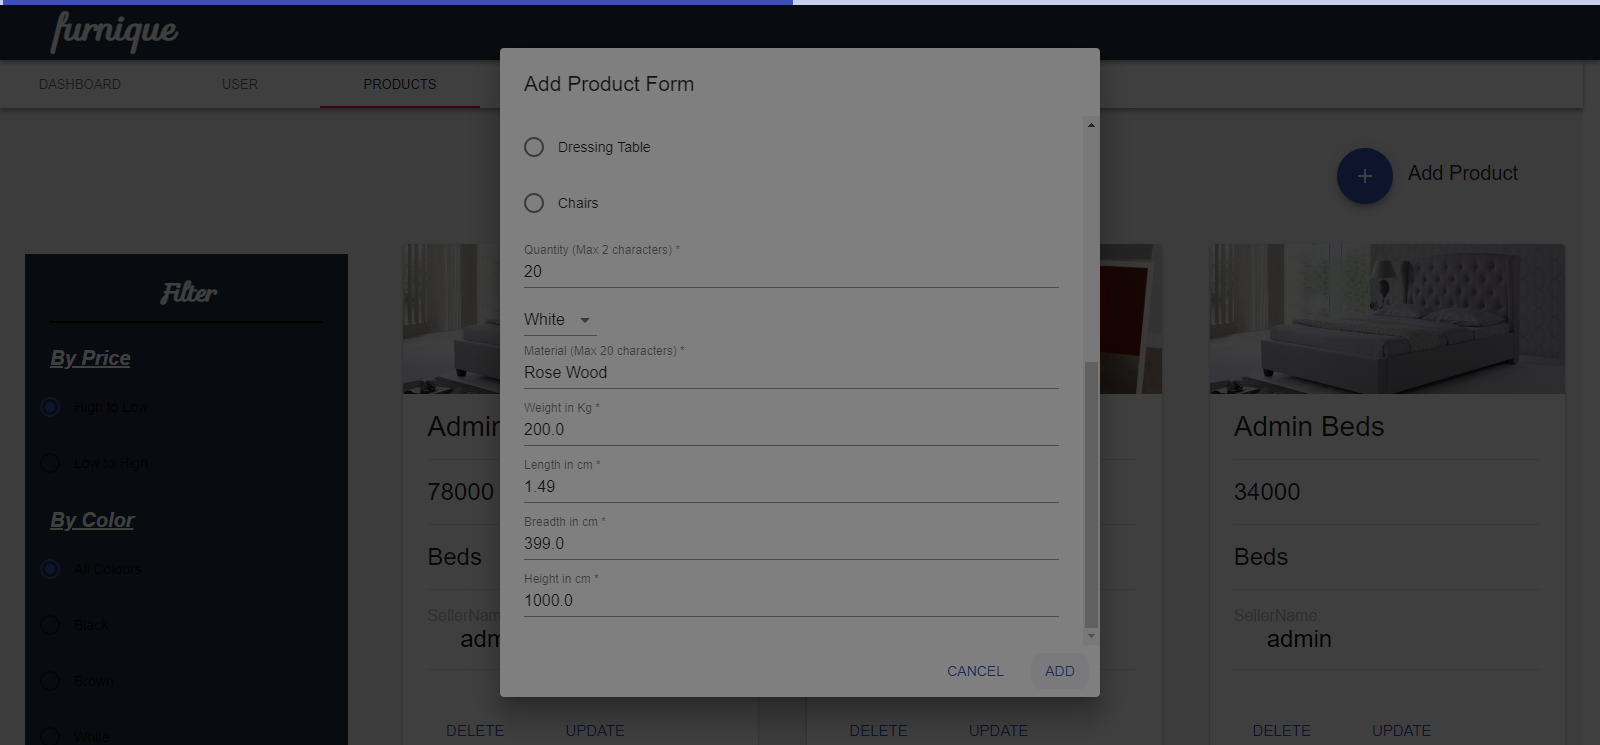 furnique
DASHBOARD
USER
PRODUCTS
Add Product Form
Dressing Table
Chairs
Quantity (Max 2 characters) *
20
White
Material (Max 20 characters) *
Rose Wood
Weight in Kg *
200.0
Length in cm *
1.49
Breadth in cm *
399.0
Height in cm *
1000.0
CANCEL
ADD
+
Add Product
Filter
By Price
High to Low
Low to High
By Color
All Colours
Black
Brown
White
Admin
78000
Beds
SellerNam
adm
DELETE
UPDATE
DELETE
UPDATE
Admin Beds
34000
Beds
SellerName
admin
DELETE
UPDATE